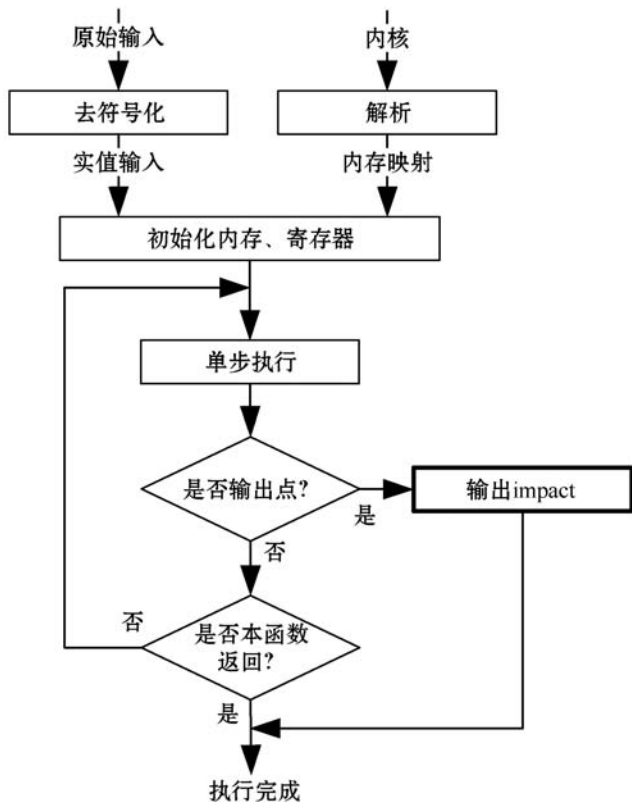 原始输入
内核
去符号化
解析
实值输入
内存映射
初始化内存、寄存器
单步执行
是否输出点?
是
输出impact
否
否
是否本函数
返回?
是
执行完成